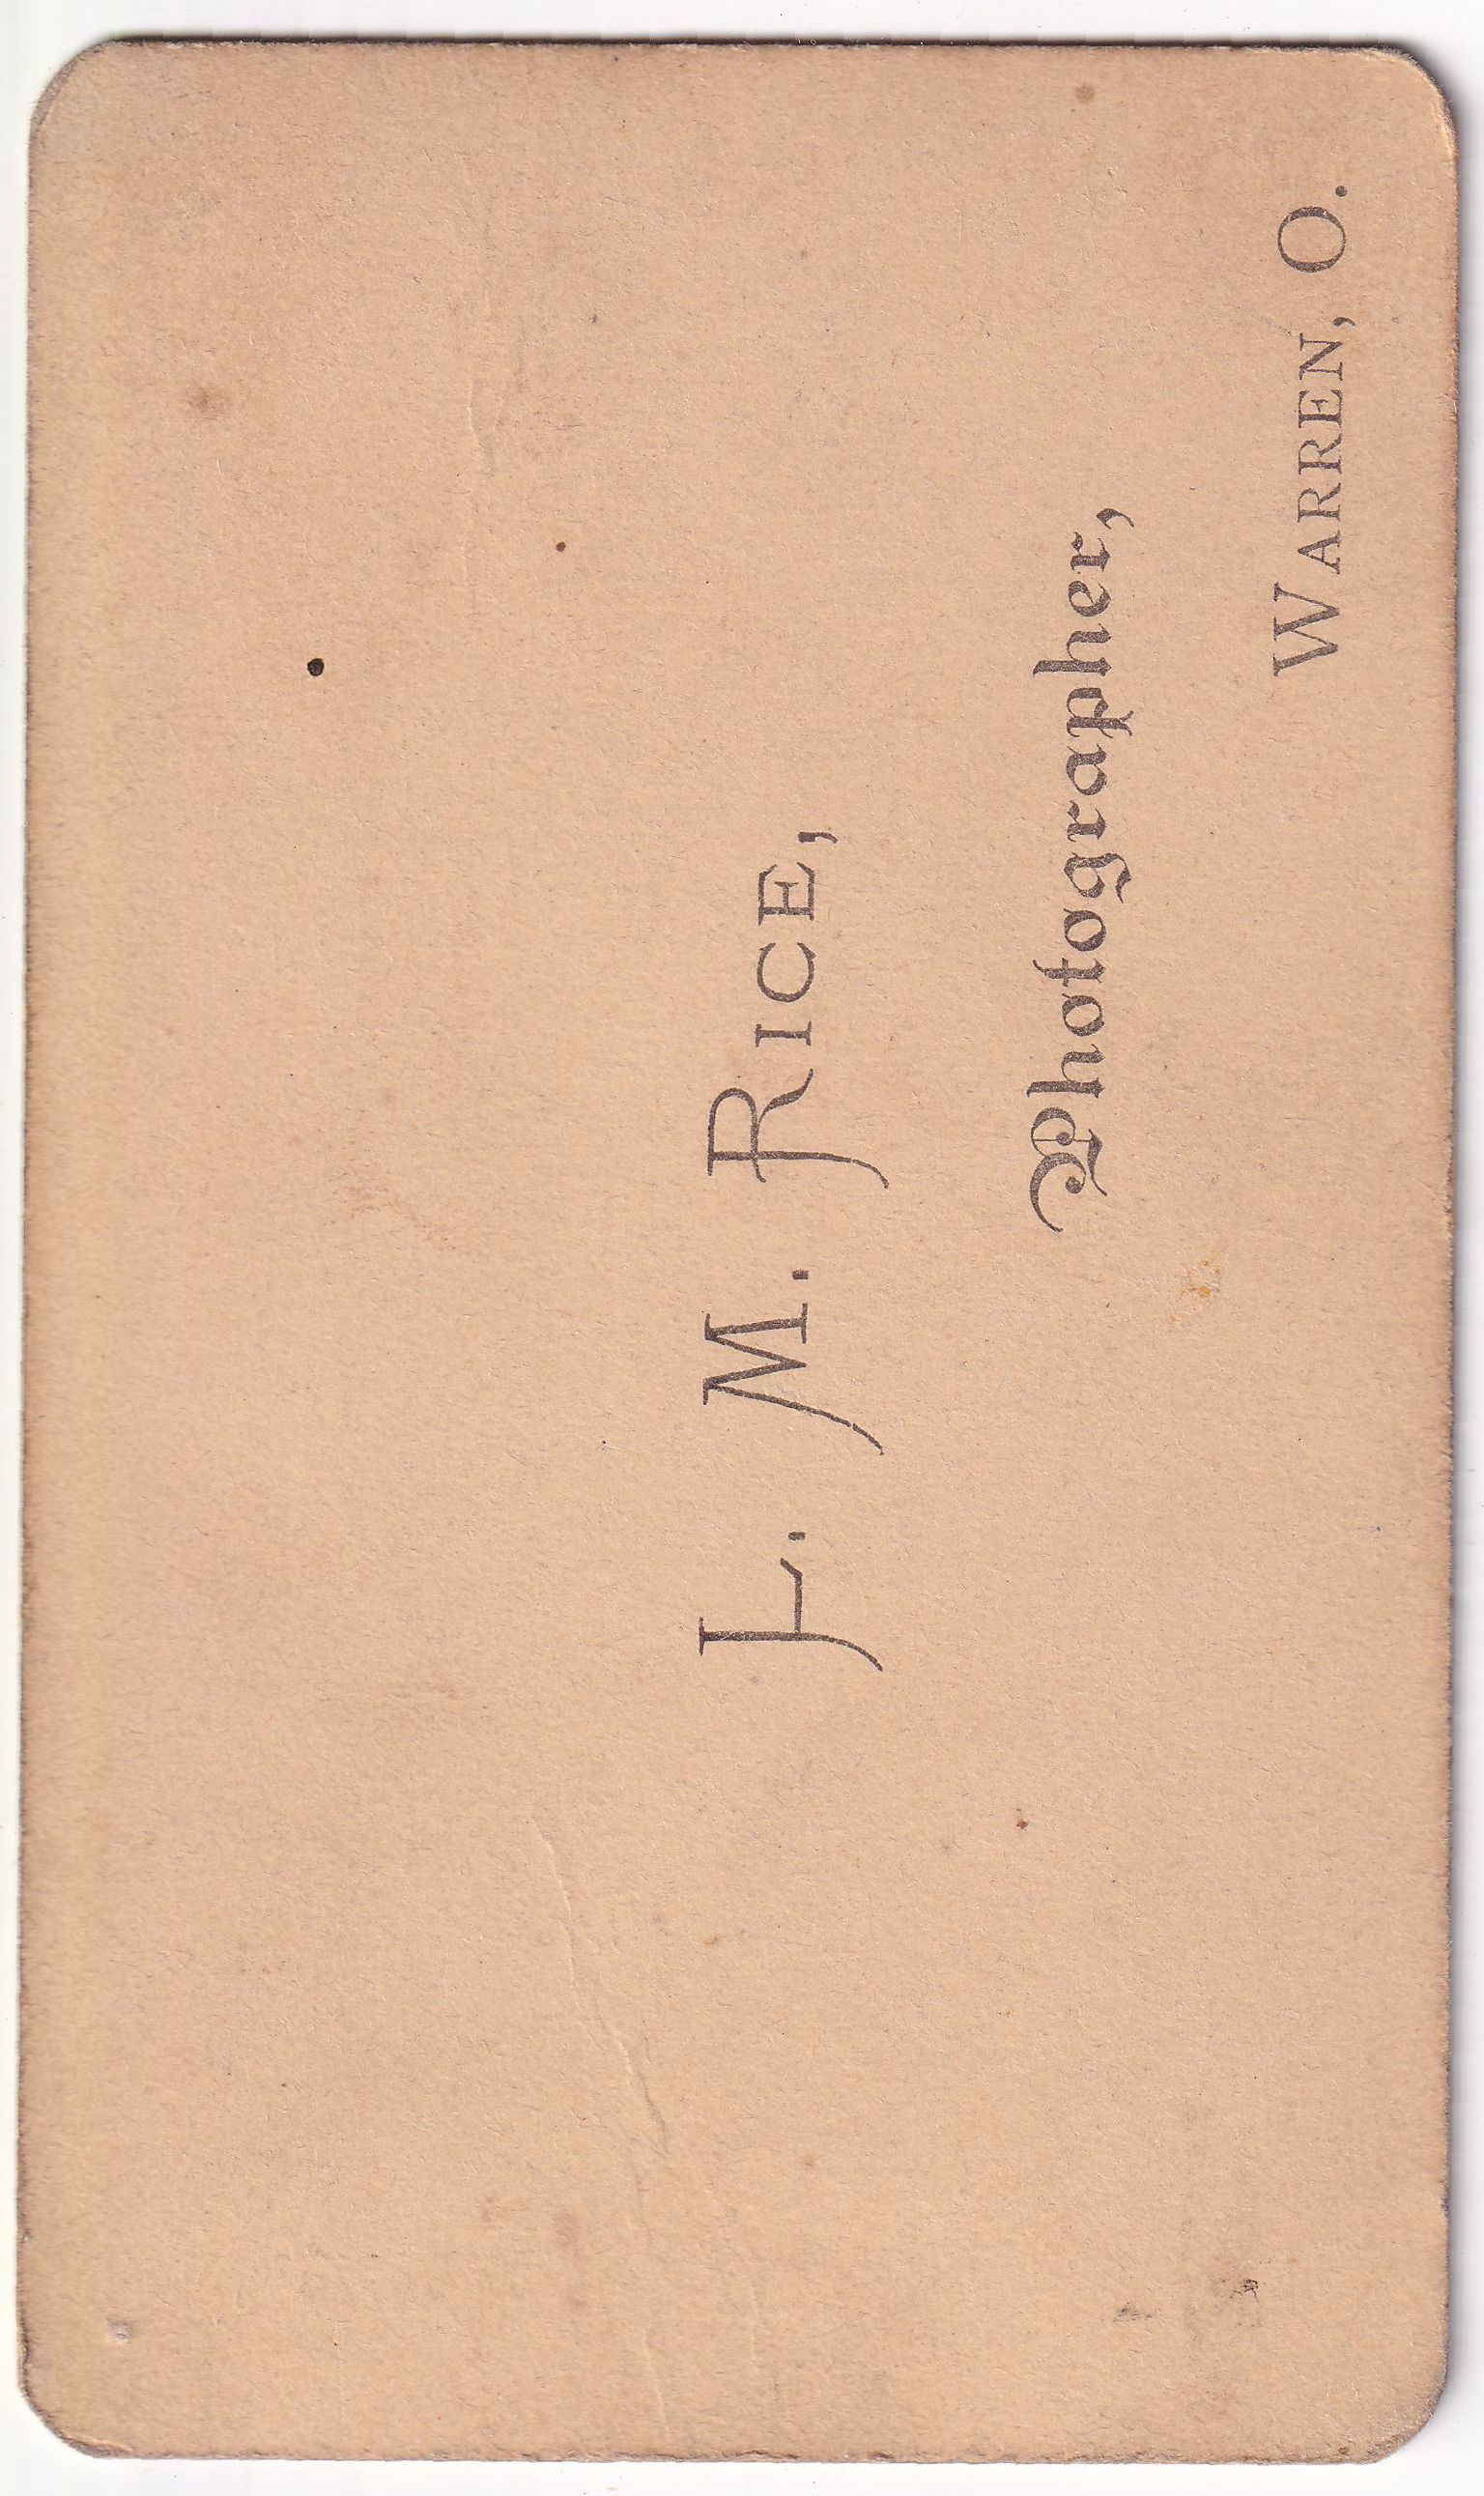 L. M. RICE,
Photographer,
WARREN, O.